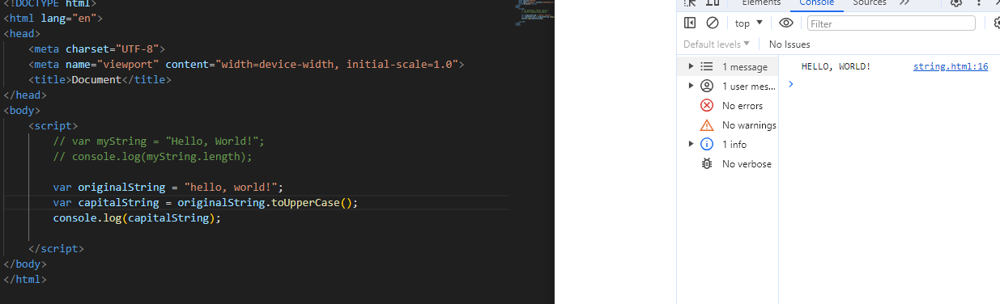 <!DOCTYPE html>
<html lang="en">
<head>
<meta charset="UTF-8">
<meta name="viewport" content="width=device-width, initial-scale=1.0">
<title>Document</title>
</head>
<body>
<script>
// var myString = "Hello, World!";
// console.log(myString.length);
var originalString = "hello, world!";
var capitalString = originalString.toUpperCase();
console.log(capitalString);
</script>
</body>
</html>
Elements Console Sources
top Filter
Default levels No Issues
1 message
1 user mes...
No errors
No warnings
1 info
No verbose
HELLO, WORLD! string.html:16